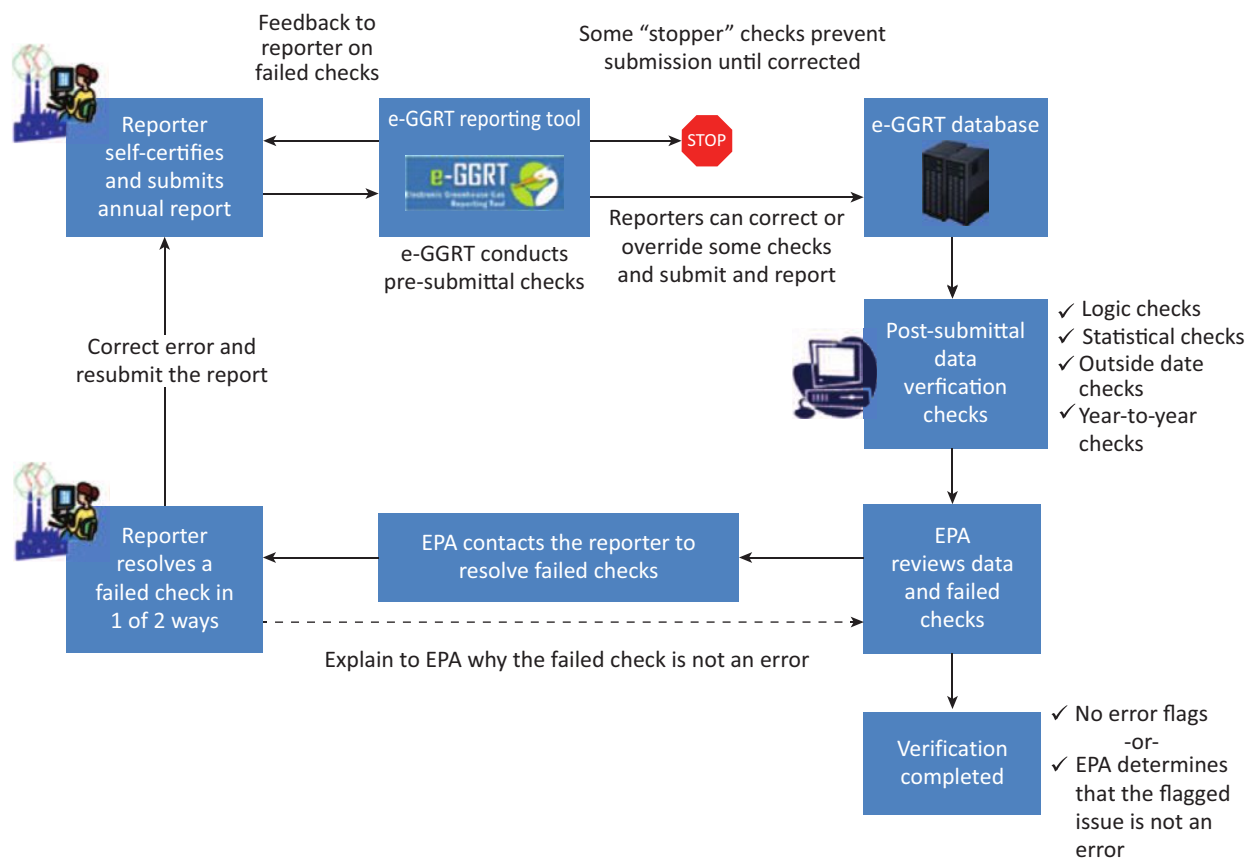 Feedback to
reporter on
failed checks
Some “stopper” checks prevent
submission until corrected
Reporter
self-certifies
and submits
annual report
e-GGRT reporting tool
e-GGRT
Electronic Greenhouse Gas
Reporting Tool
STOP
e-GGRT database
e-GGRT conducts
pre-submittal checks
Reporters can correct or
override some checks
and submit and report
Correct error and
resubmit the report
Post-submittal
data
verfication
checks
✓ Logic checks
✓ Statistical checks
✓ Outside date
checks
✓ Year-to-year
checks
Reporter
resolves a
failed check in
1 of 2 ways
EPA contacts the reporter to
resolve failed checks
EPA
reviews data
and failed
checks
Explain to EPA why the failed check is not an error
Verification
completed
✓ No error flags
-or-
✓ EPA determines
that the flagged
issue is not an
error